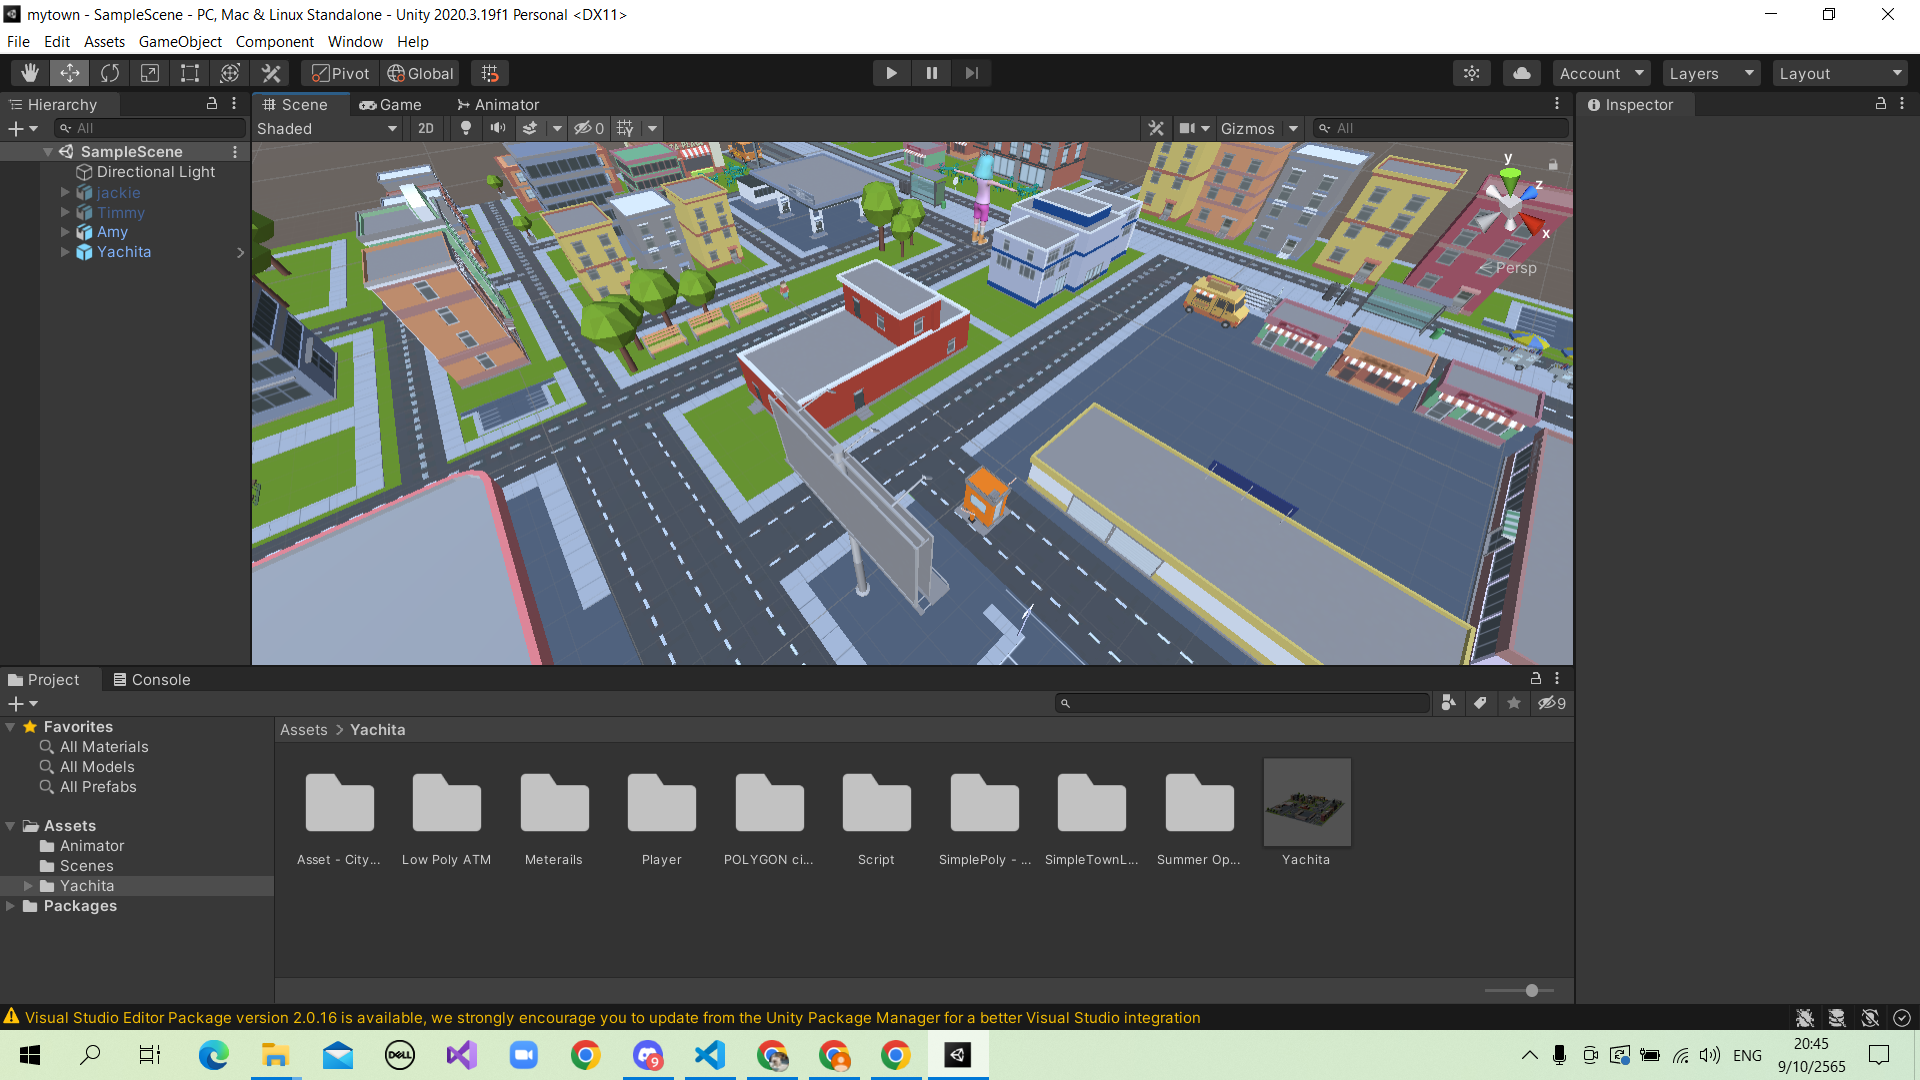 mytown - SampleScene - PC, Mac & Linux Standalone - Unity 2020.3.19f1 Personal <DX11>
File Edit Assets GameObject Component Window Help
Pivot Global Account Layers Layout
Hierarchy
All
SampleScene
Directional Light
jackie
Timmy
Amy
Yachita
Scene Game Animator
Shaded 2D 0 Gizmos All
y
z
x
Persp
Inspector
Project Console
9
Favorites
All Materials
All Models
All Prefabs
Assets
Animator
Scenes
Yachita
Packages
Assets > Yachita
Asset - City... Low Poly ATM Meterails Player POLYGON ci... Script SimplePoly - ... SimpleTownL... Summer Op... Yachita
Visual Studio Editor Package version 2.0.16 is available, we strongly encourage you to update from the Unity Package Manager for a better Visual Studio integration
DELL
9
ENG
20:45
9/10/2565